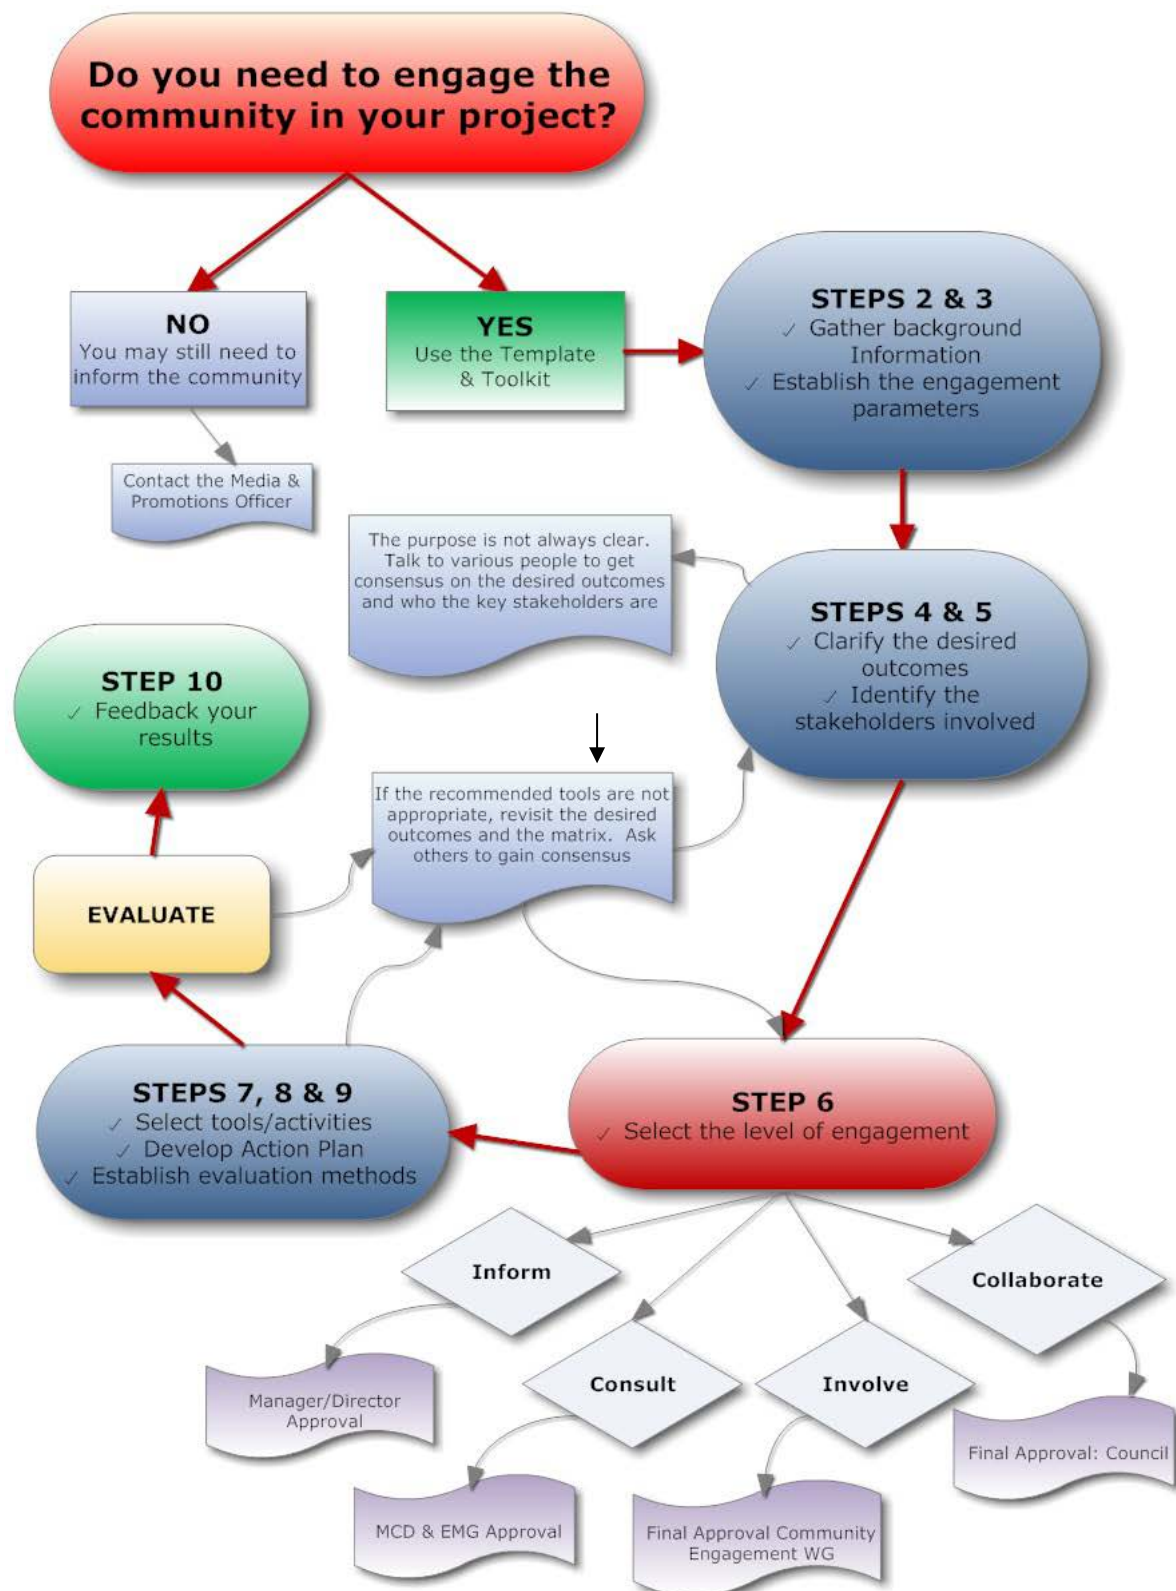 Do you need to engage the
community in your project?
NO
You may still need to
inform the community
YES
Use the Template
& Toolkit
STEPS 2 & 3
✓ Gather background
Information
✓ Establish the engagement
parameters
Contact the Media &
Promotions Officer
The purpose is not always clear.
Talk to various people to get
consensus on the desired outcomes
and who the key stakeholders are
STEPS 4 & 5
✓ Clarify the desired
outcomes
✓ Identify the
stakeholders involved
STEP 10
✓ Feedback your
results
If the recommended tools are not
appropriate, revisit the desired
outcomes and the matrix.  Ask
others to gain consensus
EVALUATE
STEPS 7, 8 & 9
✓ Select tools/activities
✓ Develop Action Plan
✓ Establish evaluation methods
STEP 6
✓ Select the level of engagement
Inform
Consult
Involve
Collaborate
Manager/Director
Approval
MCD & EMG Approval
Final Approval Community
Engagement WG
Final Approval: Council